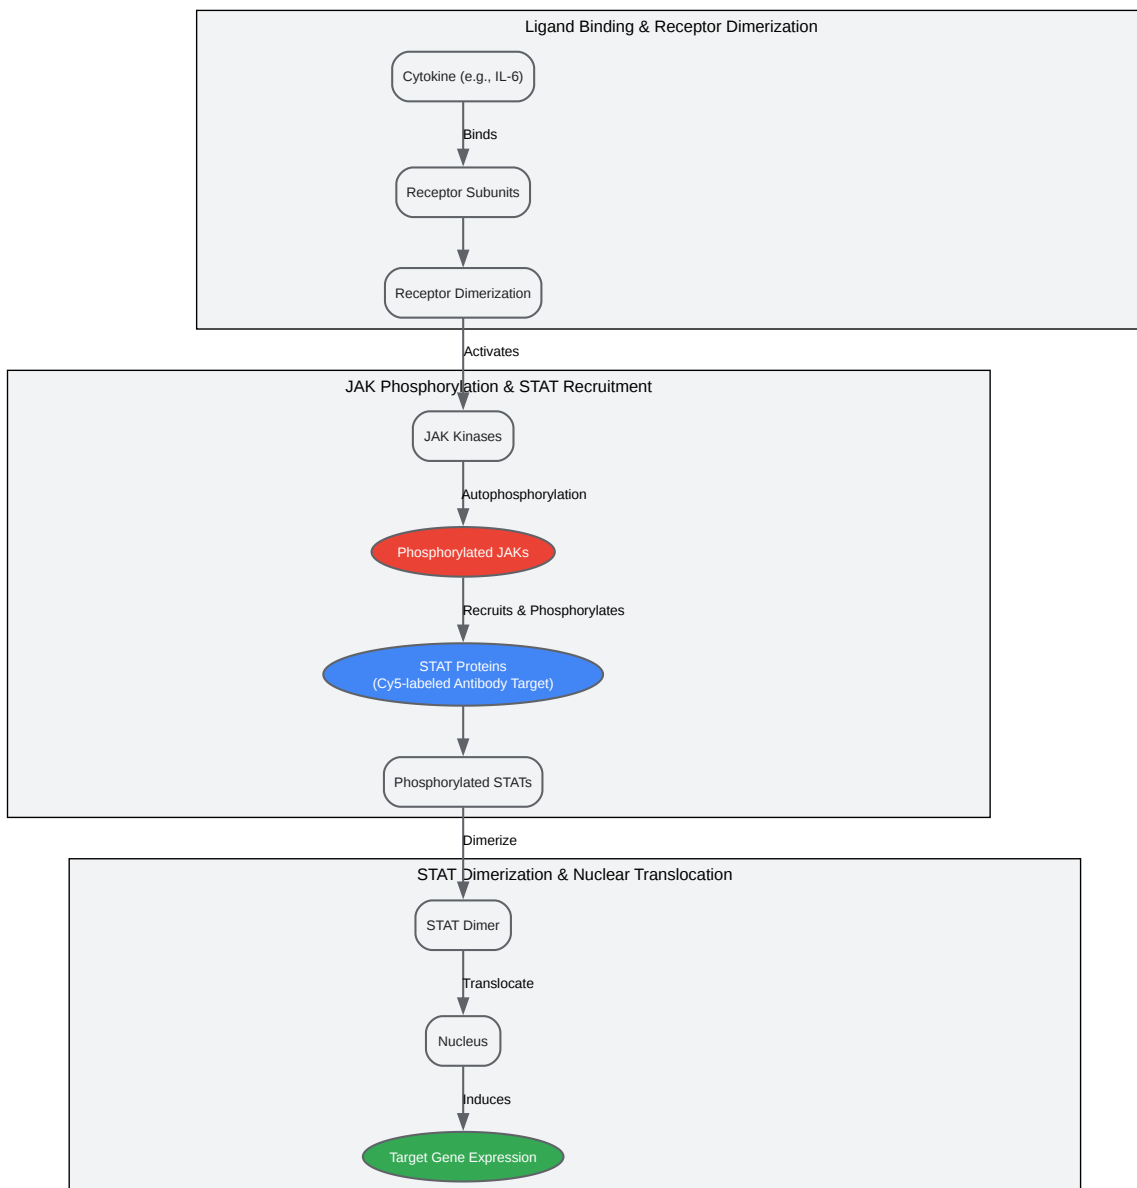 Ligand Binding & Receptor Dimerization
Cytokine (e.g., IL-6)
Binds
Receptor Subunits
Receptor Dimerization
Activates
JAK Phosphorylation & STAT Recruitment
JAK Kinases
Autophosphorylation
Phosphorylated JAKs
Recruits & Phosphorylates
STAT Proteins
(Cy5-labeled Antibody Target)
Phosphorylated STATs
Dimerize
STAT Dimerization & Nuclear Translocation
STAT Dimer
Translocate
Nucleus
Induces
Target Gene Expression